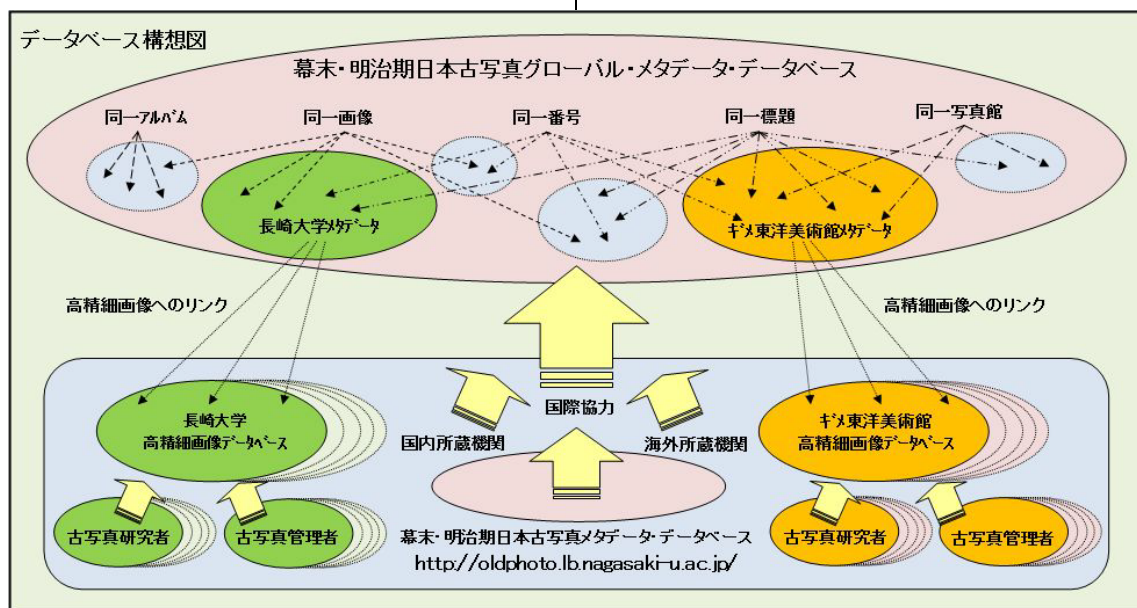 データベース構想図
幕末・明治期日本古写真グローバル・メタデータ・データベース
同一アルバム
同一画像
同一番号
同一標題
同一写真館
長崎大学メタデータ
ギメ東洋美術館メタデータ
高精細画像へのリンク
高精細画像へのリンク
長崎大学
高精細画像データベース
国際協力
国内所蔵機関
海外所蔵機関
ギメ東洋美術館
高精細画像データベース
古写真研究者
古写真管理者
幕末・明治期日本古写真メタデータ・データベース
http://oldphoto.lb.nagasaki-u.ac.jp/
古写真研究者
古写真管理者